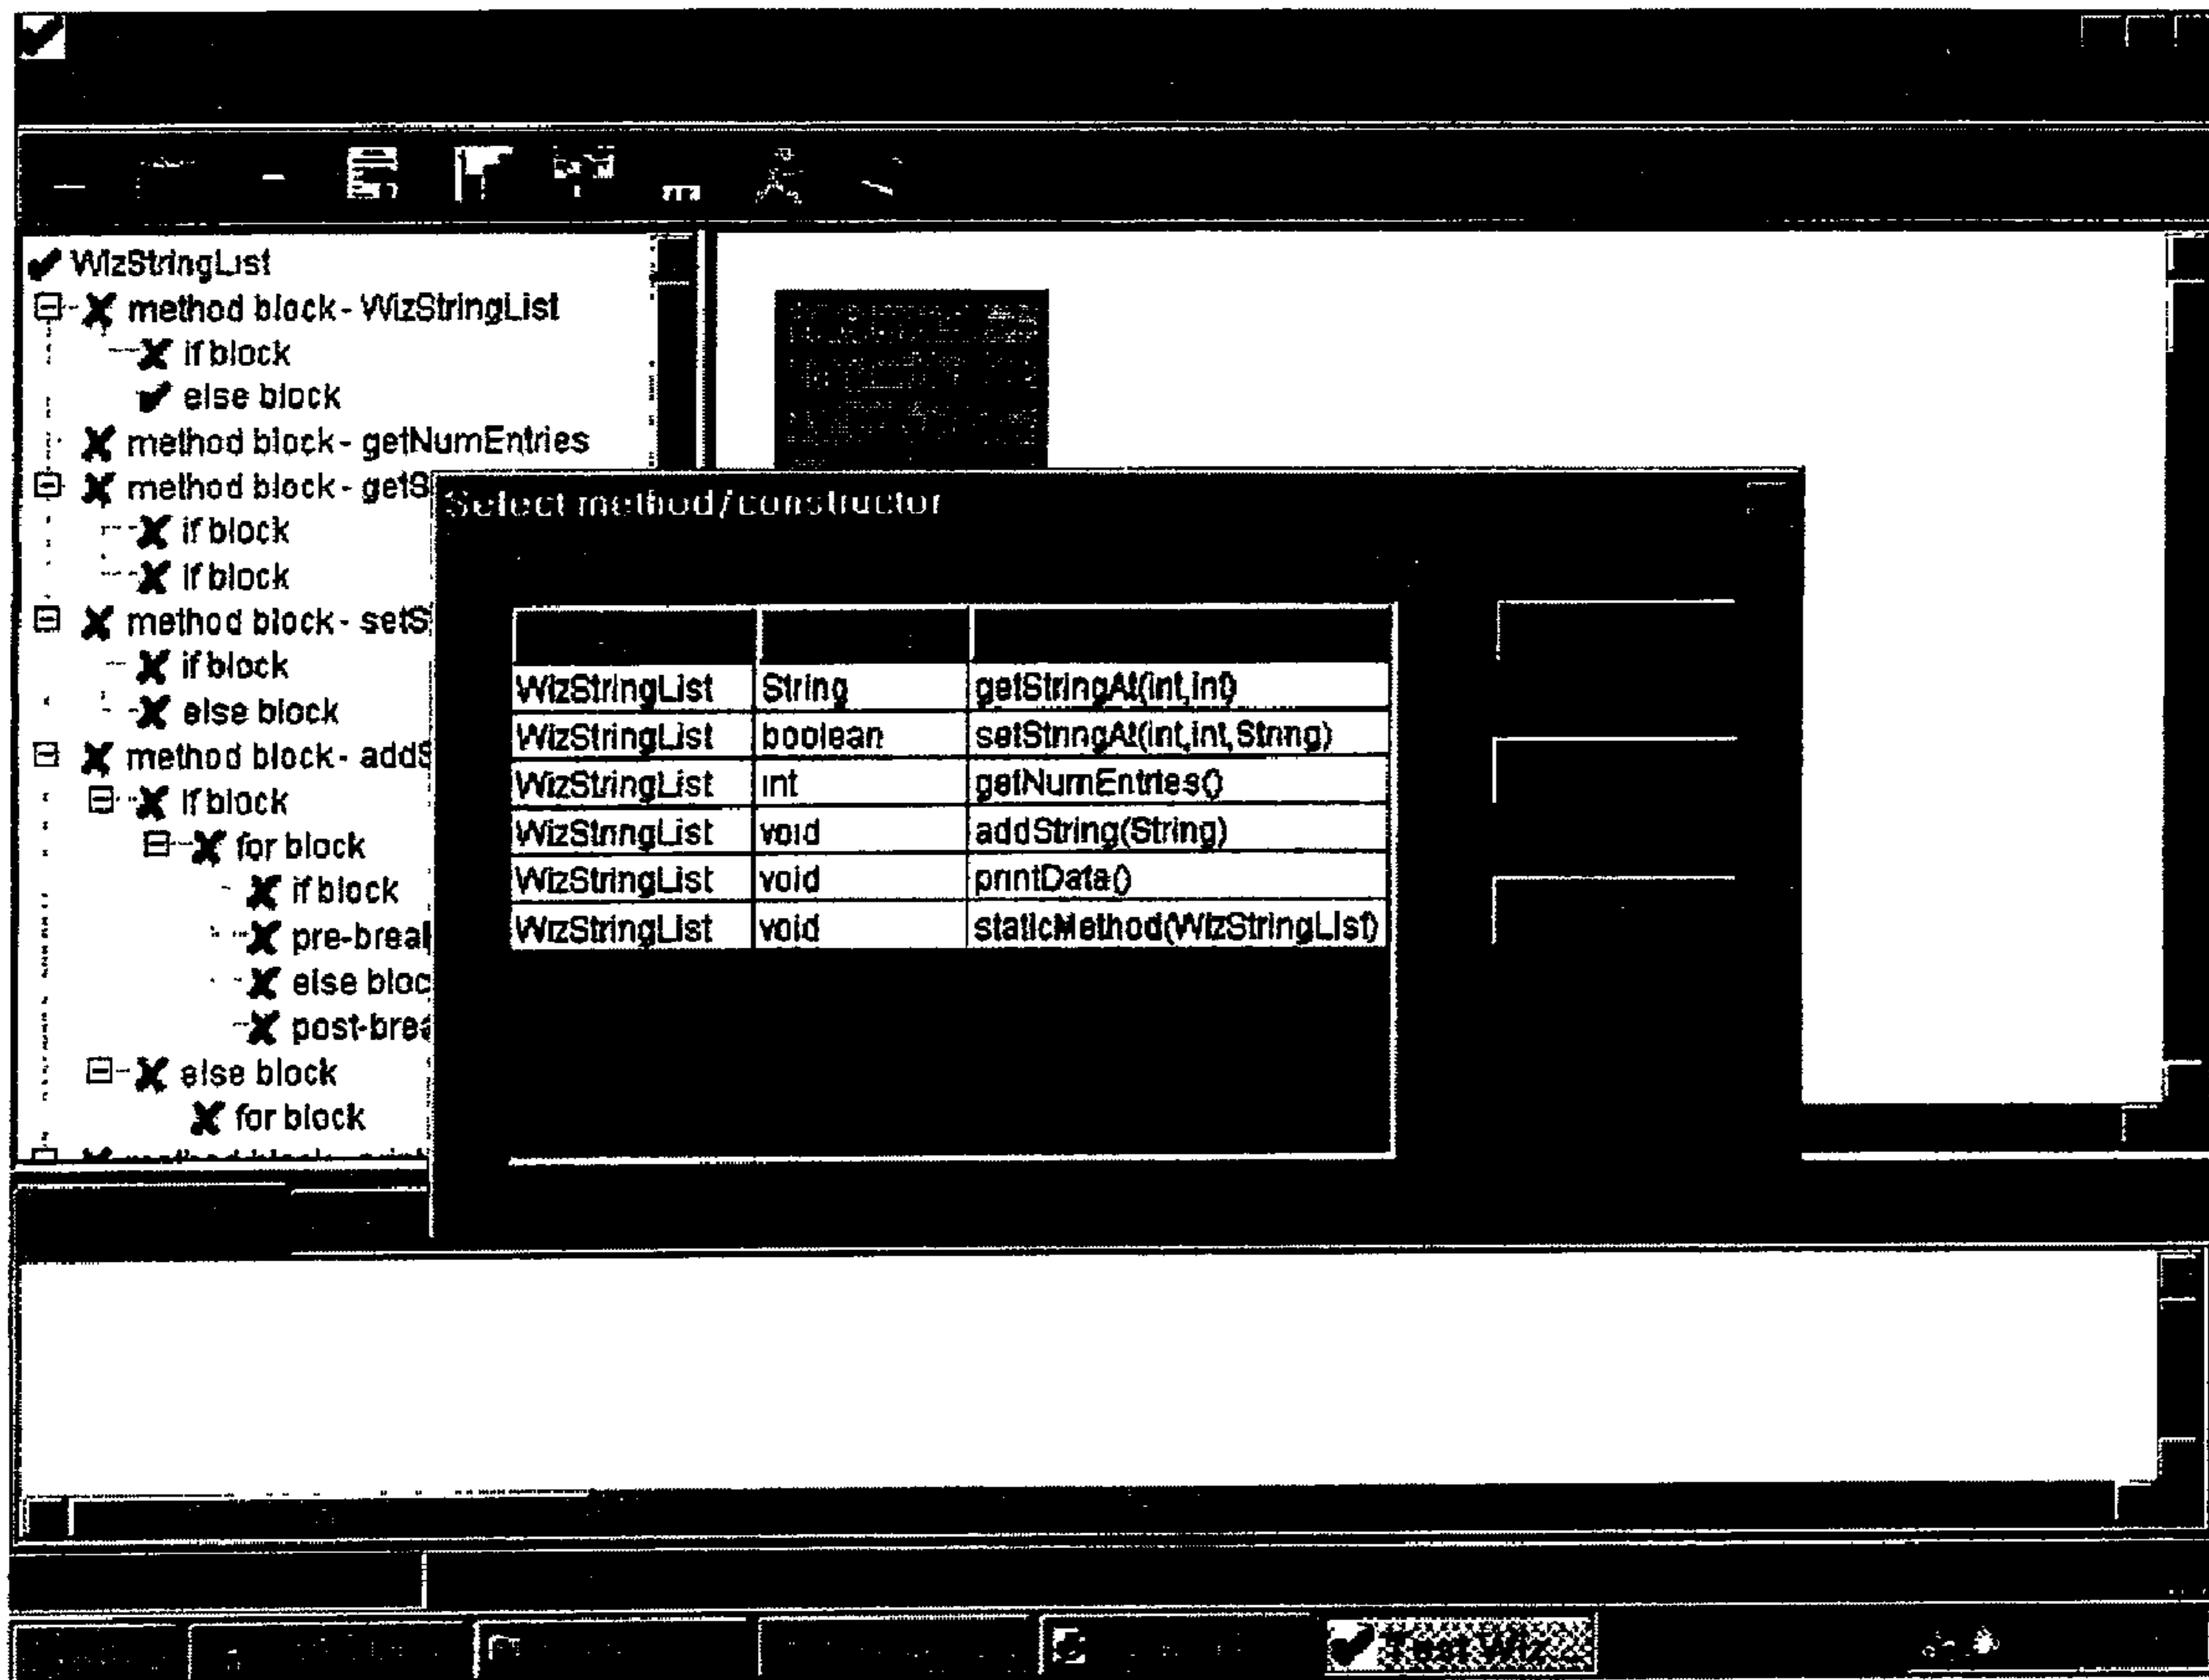 WizStringList
method block - WizStringList
if block
else block
method block - getNumEntries
method block - getS
if block
if block
method block - setS
if block
else block
method block - addS
if block
for block
if block
pre-breal
else bloc
post-brea
else block
for block
Select method/constructor
WizStringList String getStringAt(int,int)
WizStringList boolean setStringAt(int,int,String)
WizStringList int getNumEntries()
WizStringList void addString(String)
WizStringList void printData()
WizStringList void staticMethod(WizStringList)
Test Wiz